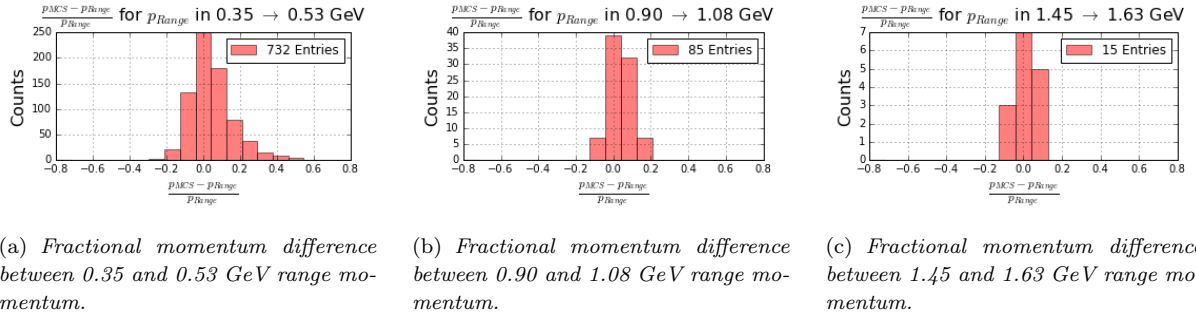 (p_MCS − p_Range)/p_Range for p_Range in 0.35 → 0.53 GeV
250
200
150
100
50
0
Counts
732 Entries
−0.8 −0.6 −0.4 −0.2 0.0 0.2 0.4 0.6 0.8
(p_MCS − p_Range)/p_Range
(a) Fractional momentum difference
between 0.35 and 0.53 GeV range mo-
mentum.
(p_MCS − p_Range)/p_Range for p_Range in 0.90 → 1.08 GeV
40
35
30
25
20
15
10
5
0
Counts
85 Entries
−0.8 −0.6 −0.4 −0.2 0.0 0.2 0.4 0.6 0.8
(p_MCS − p_Range)/p_Range
(b) Fractional momentum difference
between 0.90 and 1.08 GeV range mo-
mentum.
(p_MCS − p_Range)/p_Range for p_Range in 1.45 → 1.63 GeV
7
6
5
4
3
2
1
0
Counts
15 Entries
−0.8 −0.6 −0.4 −0.2 0.0 0.2 0.4 0.6 0.8
(p_MCS − p_Range)/p_Range
(c) Fractional momentum difference
between 1.45 and 1.63 GeV range mo-
mentum.